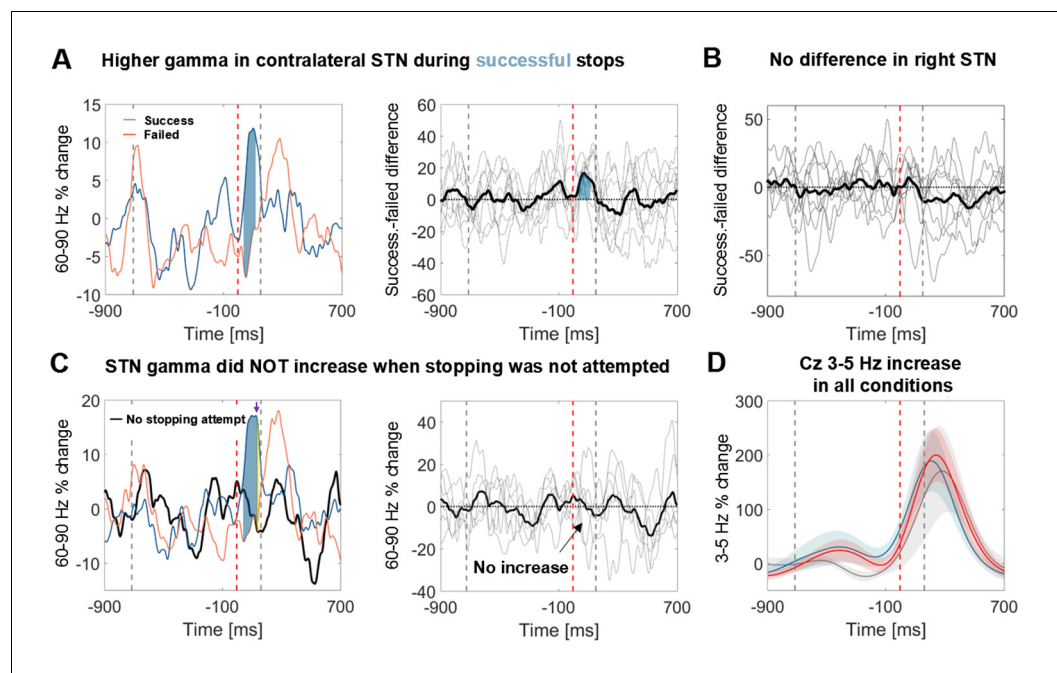 A Higher gamma in contralateral STN during successful stops
B No difference in right STN
15
10
5
0
-5
-10
60-90 Hz % change
Success
Failed
-900 -100 700
Time [ms]
60
40
20
0
-20
-40
60
Success.-failed difference
-900 -100 700
Time [ms]
50
0
-50
Success.-failed difference
-900 -100 700
Time [ms]
C STN gamma did NOT increase when stopping was not attempted
D Cz 3-5 Hz increase
in all conditions
20
10
0
-10
60-90 Hz % change
No stopping attempt
-900 -100 700
Time [ms]
40
20
0
-20
-40
60-90 Hz % change
No increase
-900 -100 700
Time [ms]
300
200
100
0
3-5 Hz % change
-900 -100 700
Time [ms]